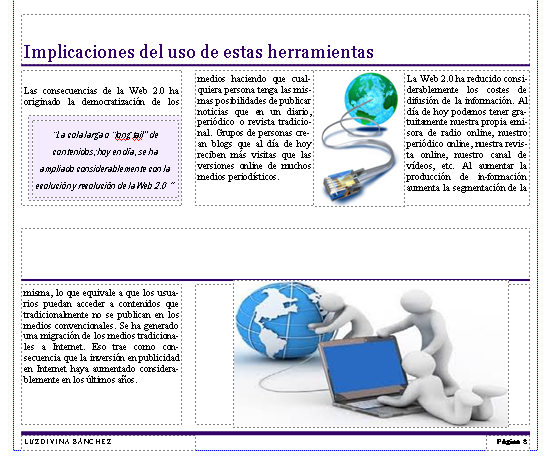 Implicaciones del uso de estas herramientas
Las consecuencias de la Web 2.0 ha
originado la democratización de los
"La cola larga o "long tail" de
contenidos, hoy en día, se ha
ampliado considerablemente con la
evolución y revolución de la Web 2.0 "
medios haciendo que cual-
quiera persona tenga las mis-
mas posibilidades de publicar
noticias que en un diario,
periódico o revista tradicio-
nal. Grupos de personas cre-
an blogs que al día de hoy
reciben más visitas que las
versiones online de muchos
medios periodísticos.
La Web 2.0 ha reducido consi-
derablemente los costes de
difusión de la información. Al
día de hoy podemos tener gra-
tuitamente nuestra propia emi-
sora de radio online, nuestro
periódico online, nuestra revis-
ta online, nuestro canal de
vídeos, etc. Al aumentar la
producción de in-formación
aumenta la segmentación de la
misma, lo que equivale a que los usua-
rios puedan acceder a contenidos que
tradicionalmente no se publican en los
medios convencionales. Se ha generado
una migración de los medios tradiciona-
les a Internet. Eso trae como con-
secuencia que la inversión en publicidad
en Internet haya aumentado considera-
blemente en los últimos años.
LUZDIVINA SÁNCHEZ
Página 8